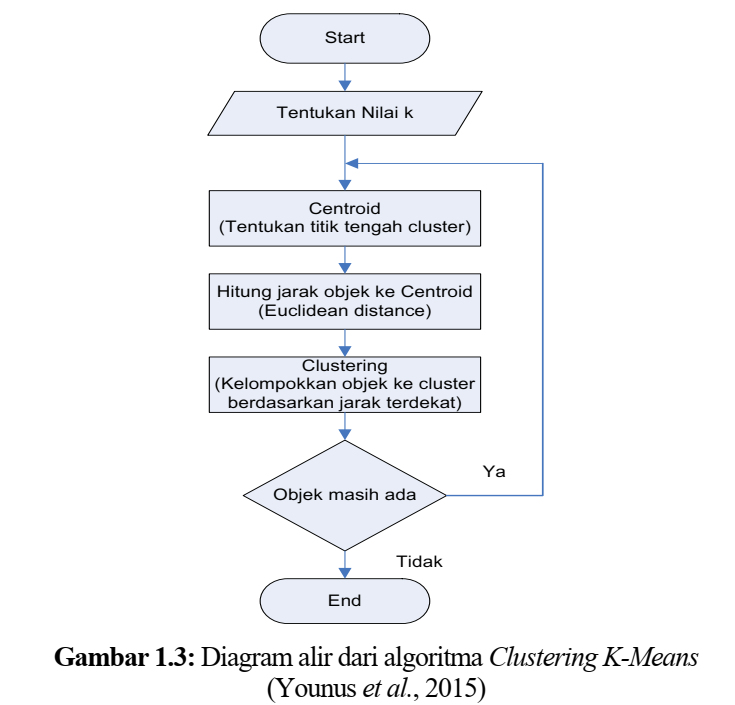 Start
Tentukan Nilai k
Centroid
(Tentukan titik tengah cluster)
Hitung jarak objek ke Centroid
(Euclidean distance)
Clustering
(Kelompokkan objek ke cluster
berdasarkan jarak terdekat)
Objek masih ada
Ya
Tidak
End
Gambar 1.3: Diagram alir dari algoritma Clustering K-Means
(Younus et al., 2015)